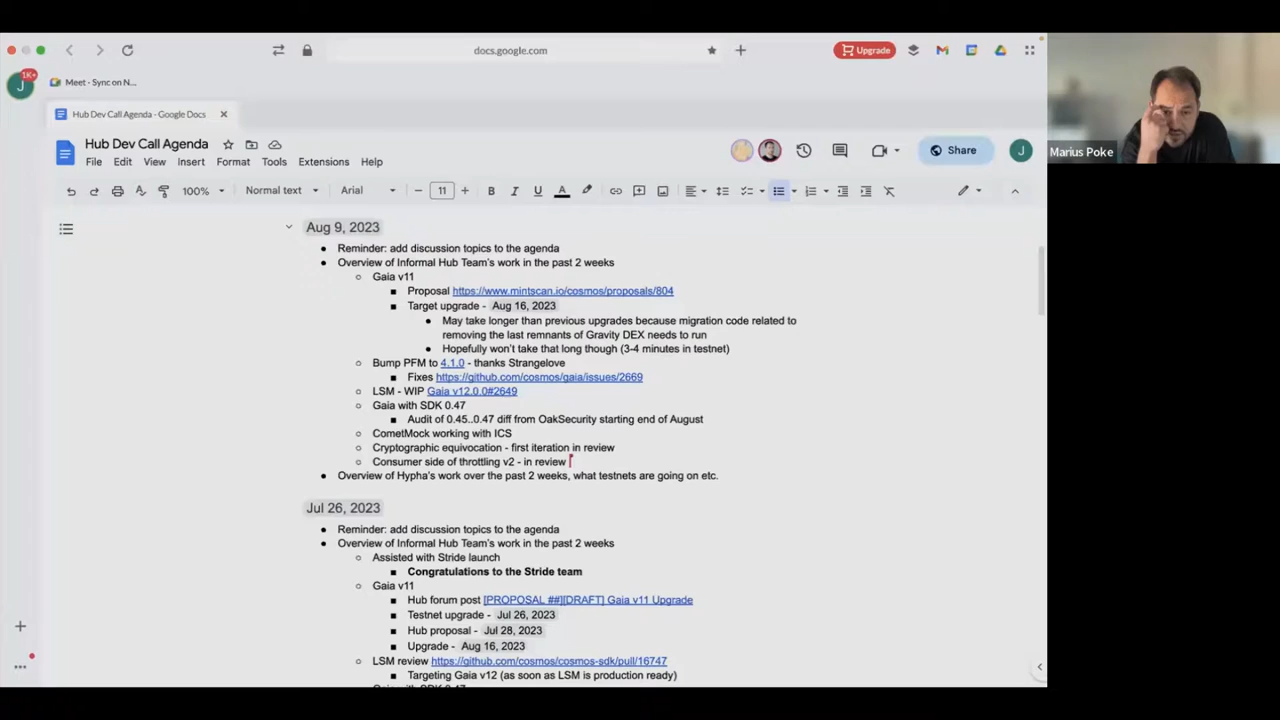 docs.google.com
Upgrade
J
1K+
Meet - Sync on N...
Hub Dev Call Agenda - Google Docs
Hub Dev Call Agenda
File Edit View Insert Format Tools Extensions Help
Share
J
100% Normal text Arial 11 B I U A
Aug 9, 2023
Reminder: add discussion topics to the agenda
Overview of Informal Hub Team's work in the past 2 weeks
Gaia v11
Proposal https://www.mintscan.io/cosmos/proposals/804
Target upgrade - Aug 16, 2023
May take longer than previous upgrades because migration code related to
removing the last remnants of Gravity DEX needs to run
Hopefully won't take that long though (3-4 minutes in testnet)
Bump PFM to 4.1.0 - thanks Strangelove
Fixes https://github.com/cosmos/gaia/issues/2669
LSM - WIP Gaia v12.0.0#2649
Gaia with SDK 0.47
Audit of 0.45..0.47 diff from OakSecurity starting end of August
CometMock working with ICS
Cryptographic equivocation - first iteration in review
Consumer side of throttling v2 - in review
Overview of Hypha's work over the past 2 weeks, what testnets are going on etc.
Jul 26, 2023
Reminder: add discussion topics to the agenda
Overview of Informal Hub Team's work in the past 2 weeks
Assisted with Stride launch
Congratulations to the Stride team
Gaia v11
Hub forum post [PROPOSAL ##][DRAFT] Gaia v11 Upgrade
Testnet upgrade - Jul 26, 2023
Hub proposal - Jul 28, 2023
Upgrade - Aug 16, 2023
LSM review https://github.com/cosmos/cosmos-sdk/pull/16747
Targeting Gaia v12 (as soon as LSM is production ready)
Gaia with SDK 0.47
Marius Poke